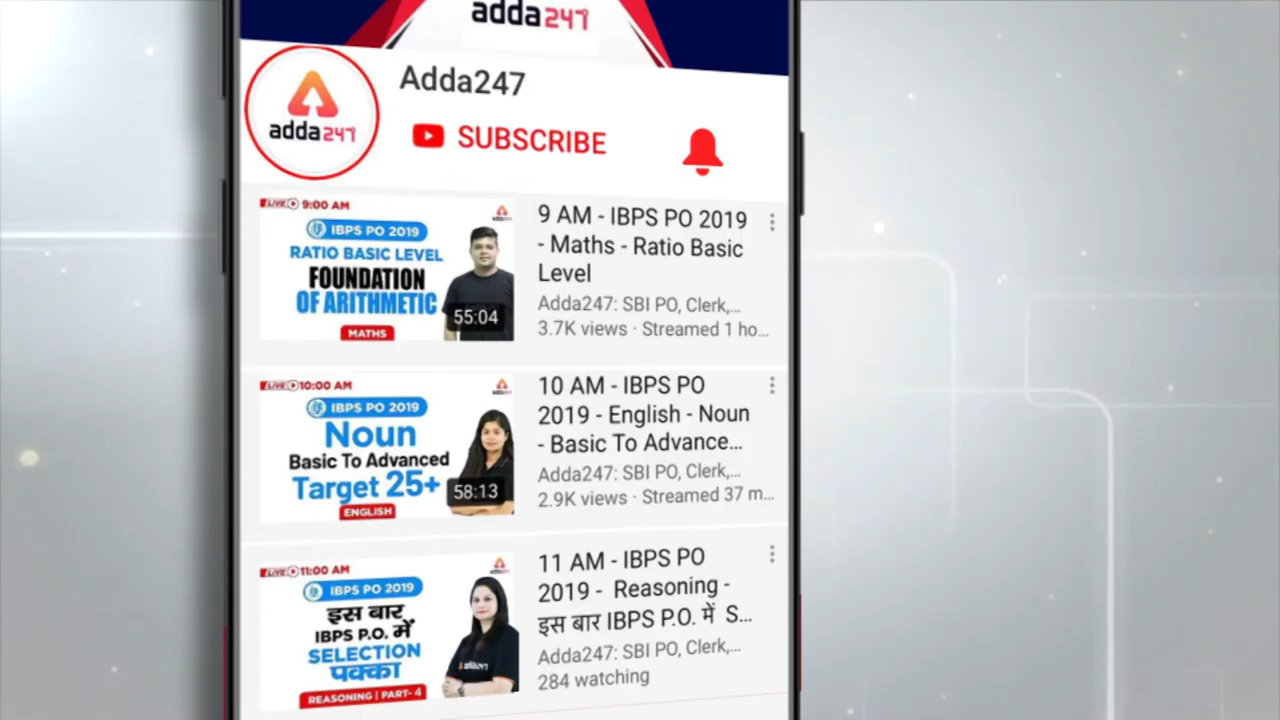 adda247
Adda247
adda247
SUBSCRIBE
LIVE 9:00 AM
IBPS PO 2019
RATIO BASIC LEVEL
FOUNDATION
OF ARITHMETIC
MATHS
55:04
9 AM - IBPS PO 2019
- Maths - Ratio Basic
Level
Adda247: SBI PO, Clerk,...
3.7K views · Streamed 1 ho...
LIVE 10:00 AM
IBPS PO 2019
Noun
Basic To Advanced
Target 25+
ENGLISH
58:13
10 AM - IBPS PO
2019 - English - Noun
- Basic To Advance...
Adda247: SBI PO, Clerk,...
2.9K views · Streamed 37 m...
LIVE 11:00 AM
IBPS PO 2019
इस बार
IBPS P.O. में
SELECTION
पक्का
REASONING | PART- 4
adda247
11 AM - IBPS PO
2019 - Reasoning -
इस बार IBPS P.O. में S...
Adda247: SBI PO, Clerk,...
284 watching